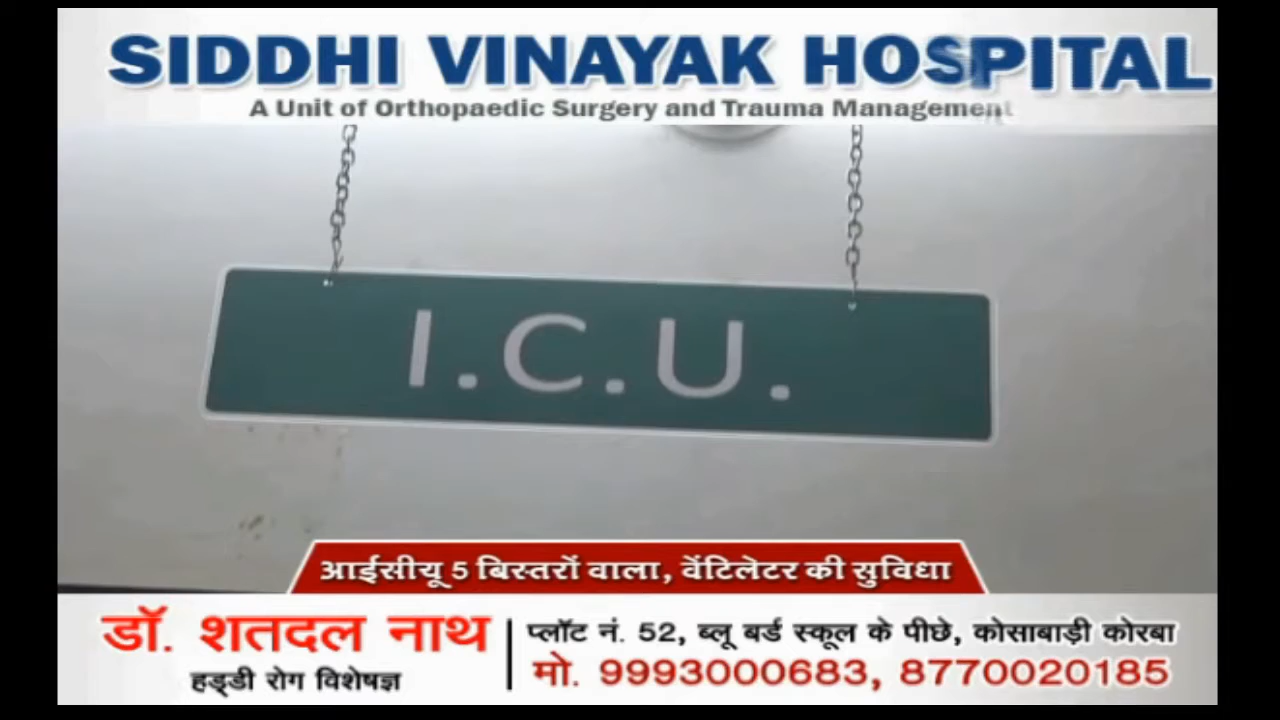 SIDDHI VINAYAK HOSPITAL
A Unit of Orthopaedic Surgery and Trauma Management
I.C.U.
आईसीयू 5 बिस्तरों वाला, वेंटिलेटर की सुविधा
डॉ. शतदल नाथ
हड्डी रोग विशेषज्ञ
प्लॉट नं. 52, ब्लू बर्ड स्कूल के पीछे, कोसाबाड़ी कोरबा
मो. 9993000683, 8770020185